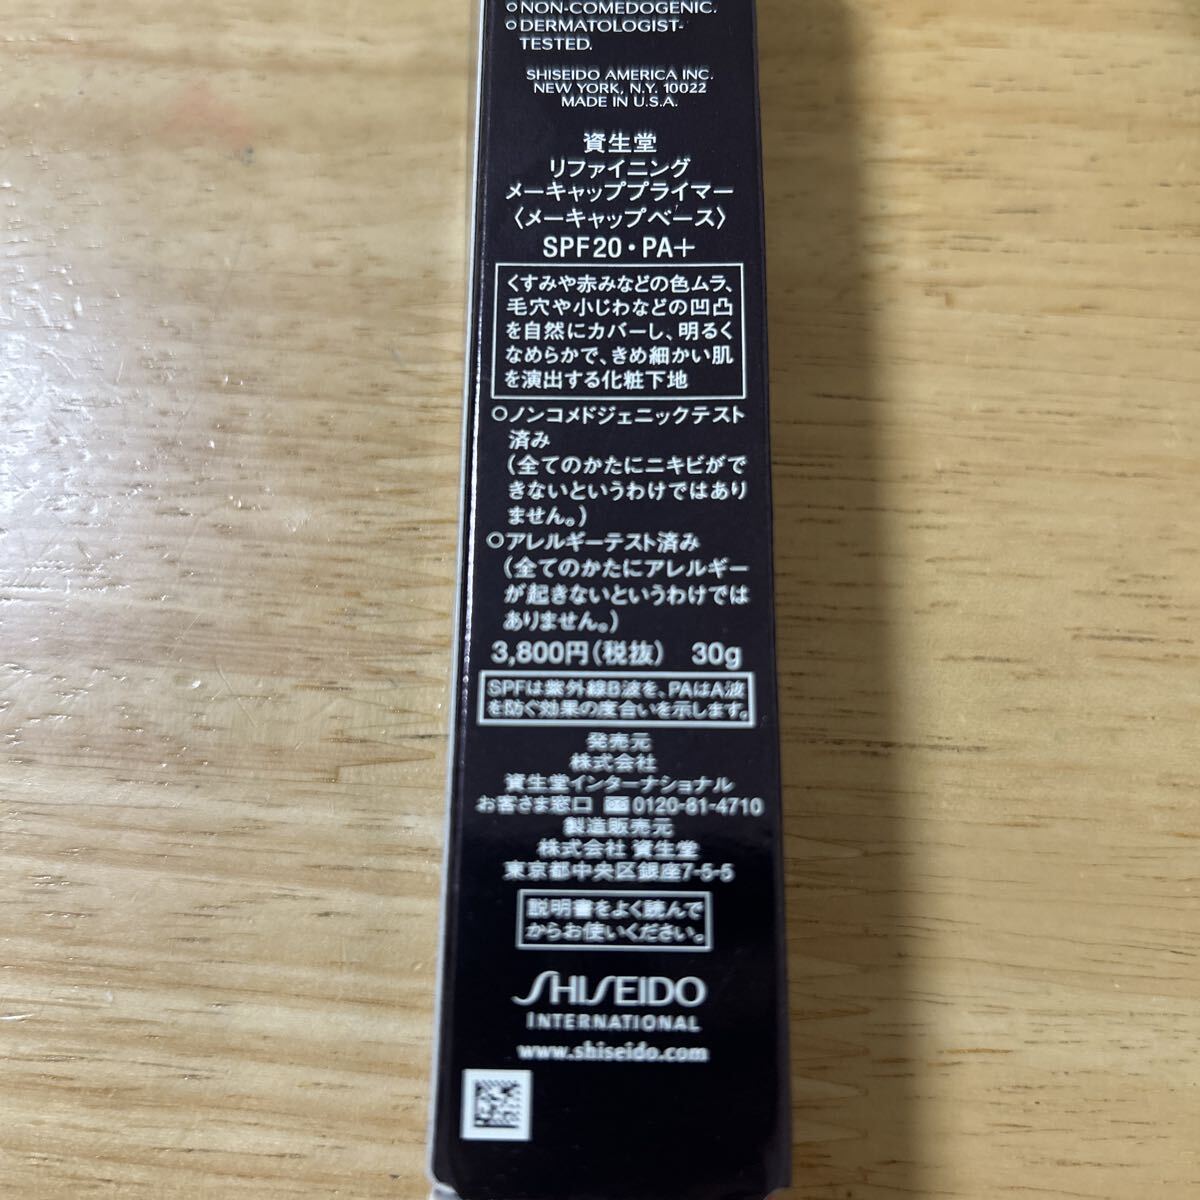 ○NON-COMEDOGENIC.
○DERMATOLOGIST-
TESTED.
SHISEIDO AMERICA INC.
NEW YORK, N.Y. 10022
MADE IN U.S.A.
資生堂
リファイニング
メーキャッププライマー
〈メーキャップベース〉
SPF20・PA+
くすみや赤みなどの色ムラ、
毛穴や小じわなどの凹凸
を自然にカバーし、明るく
なめらかで、きめ細かい肌
を演出する化粧下地
○ノンコメドジェニックテスト
済み
(全てのかたにニキビがで
きないというわけではあり
ません。)
○アレルギーテスト済み
(全てのかたにアレルギー
が起きないというわけでは
ありません。)
3,800円(税抜) 30g
SPFは紫外線B波を、PAはA波
を防ぐ効果の度合いを示します。
発売元
株式会社
資生堂インターナショナル
お客さま窓口 0120-81-4710
製造販売元
株式会社 資生堂
東京都中央区銀座7-5-5
説明書をよく読んで
からお使いください。
SHISEIDO
INTERNATIONAL
www.shiseido.com